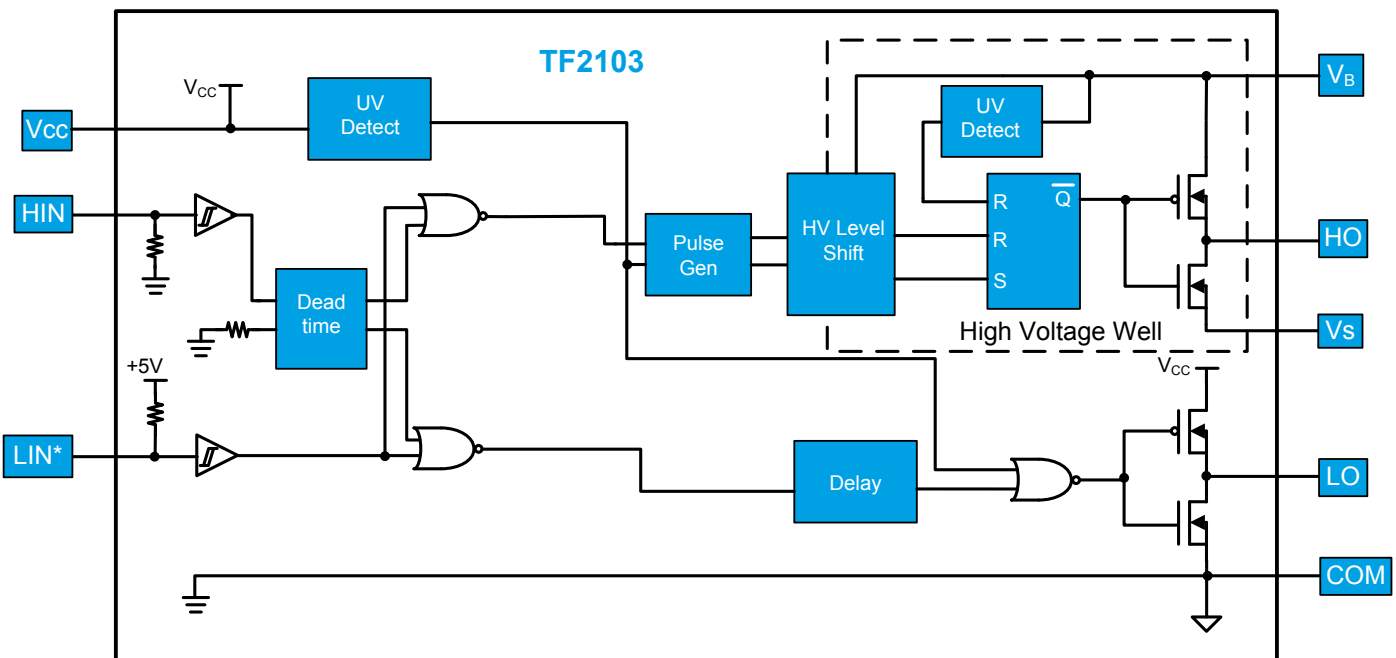 TF2103
VCC
Vcc
UV
Detect
VB
UV
Detect
HIN
R
Q
Pulse
Gen
HV Level
Shift
R
HO
S
Dead
time
High Voltage Well
Vs
+5V
VCC
LIN*
Delay
LO
COM